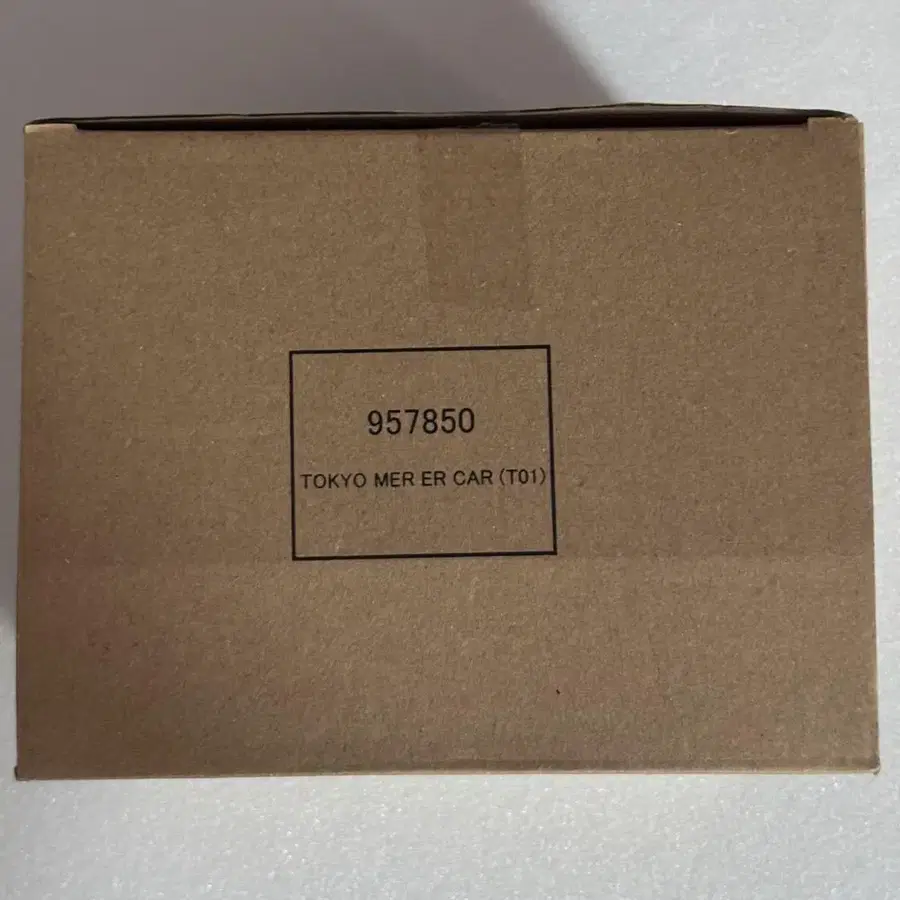 957850
TOKYO MER ER CAR (T01)